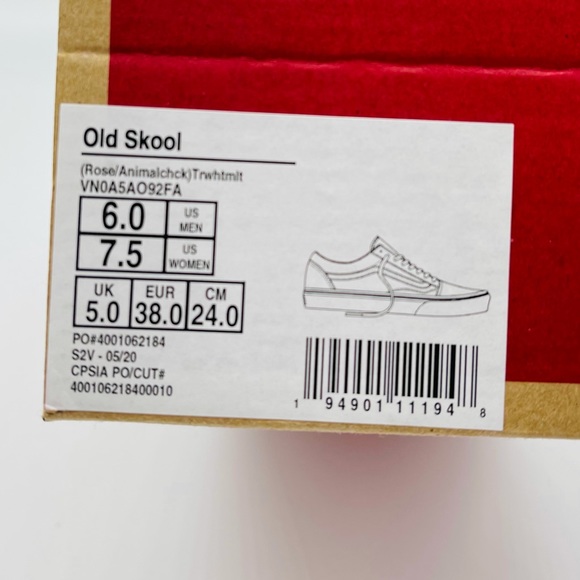 Old Skool
(Rose/Animalchck)Trwhtmlt
VN0A5AO92FA
6.0 US MEN
7.5 US WOMEN
UK EUR CM
5.0 38.0 24.0
PO#4001062184
S2V - 05/20
CPSIA PO/CUT#
400106218400010
1 94901 11194 8